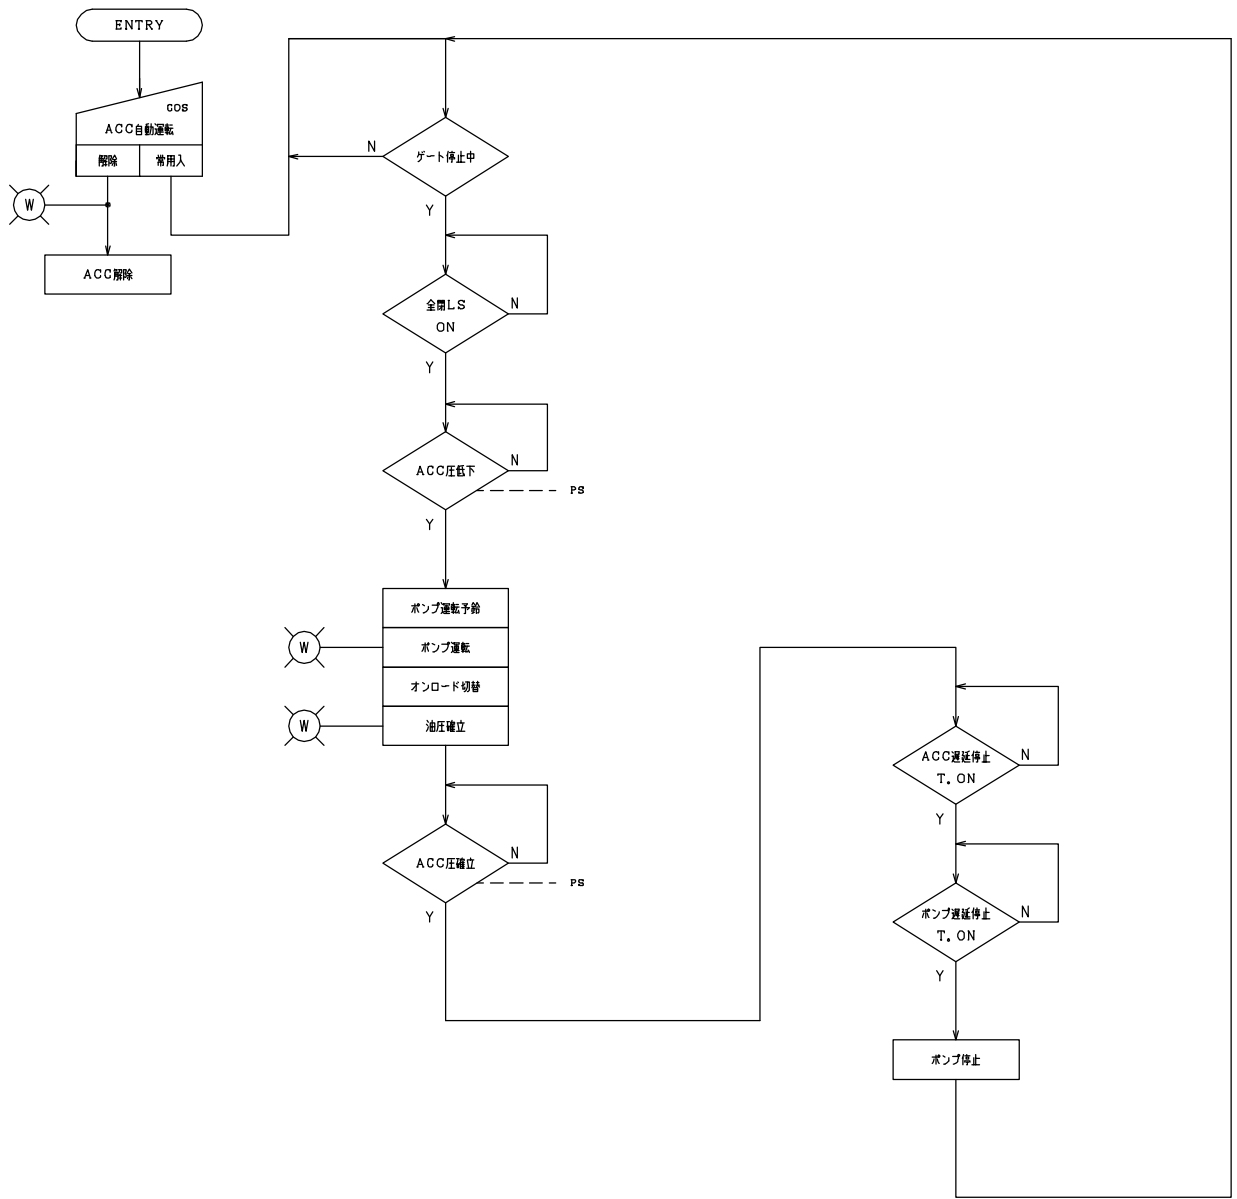 ENTRY
COS
ACC自動運転
解除
常用入
W
ACC解除
ゲート停止中
N
Y
全閉LS
ON
N
Y
ACC圧低下
N
PS
Y
ポンプ運転予鈴
W
ポンプ運転
オンロード切替
W
油圧確立
ACC圧確立
N
PS
Y
ACC遅延停止
T. ON
N
Y
ポンプ遅延停止
T. ON
N
Y
ポンプ停止